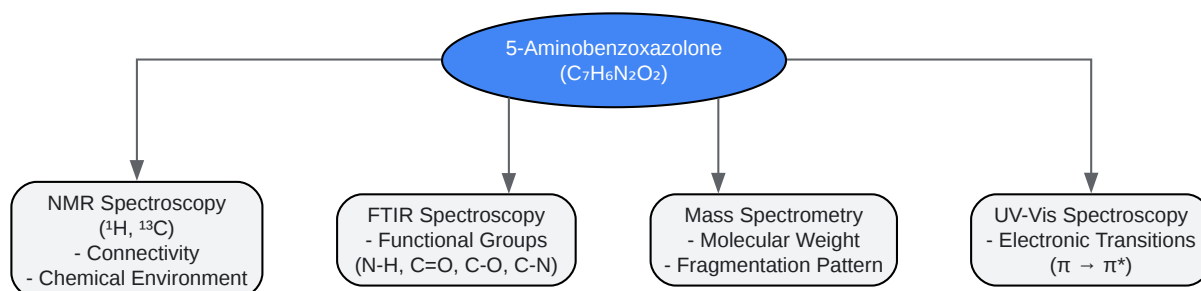 5-Aminobenzoxazolone
(C₇H₆N₂O₂)
NMR Spectroscopy
(¹H, ¹³C)
- Connectivity
- Chemical Environment
FTIR Spectroscopy
- Functional Groups
(N-H, C=O, C-O, C-N)
Mass Spectrometry
- Molecular Weight
- Fragmentation Pattern
UV-Vis Spectroscopy
- Electronic Transitions
(π → π*)